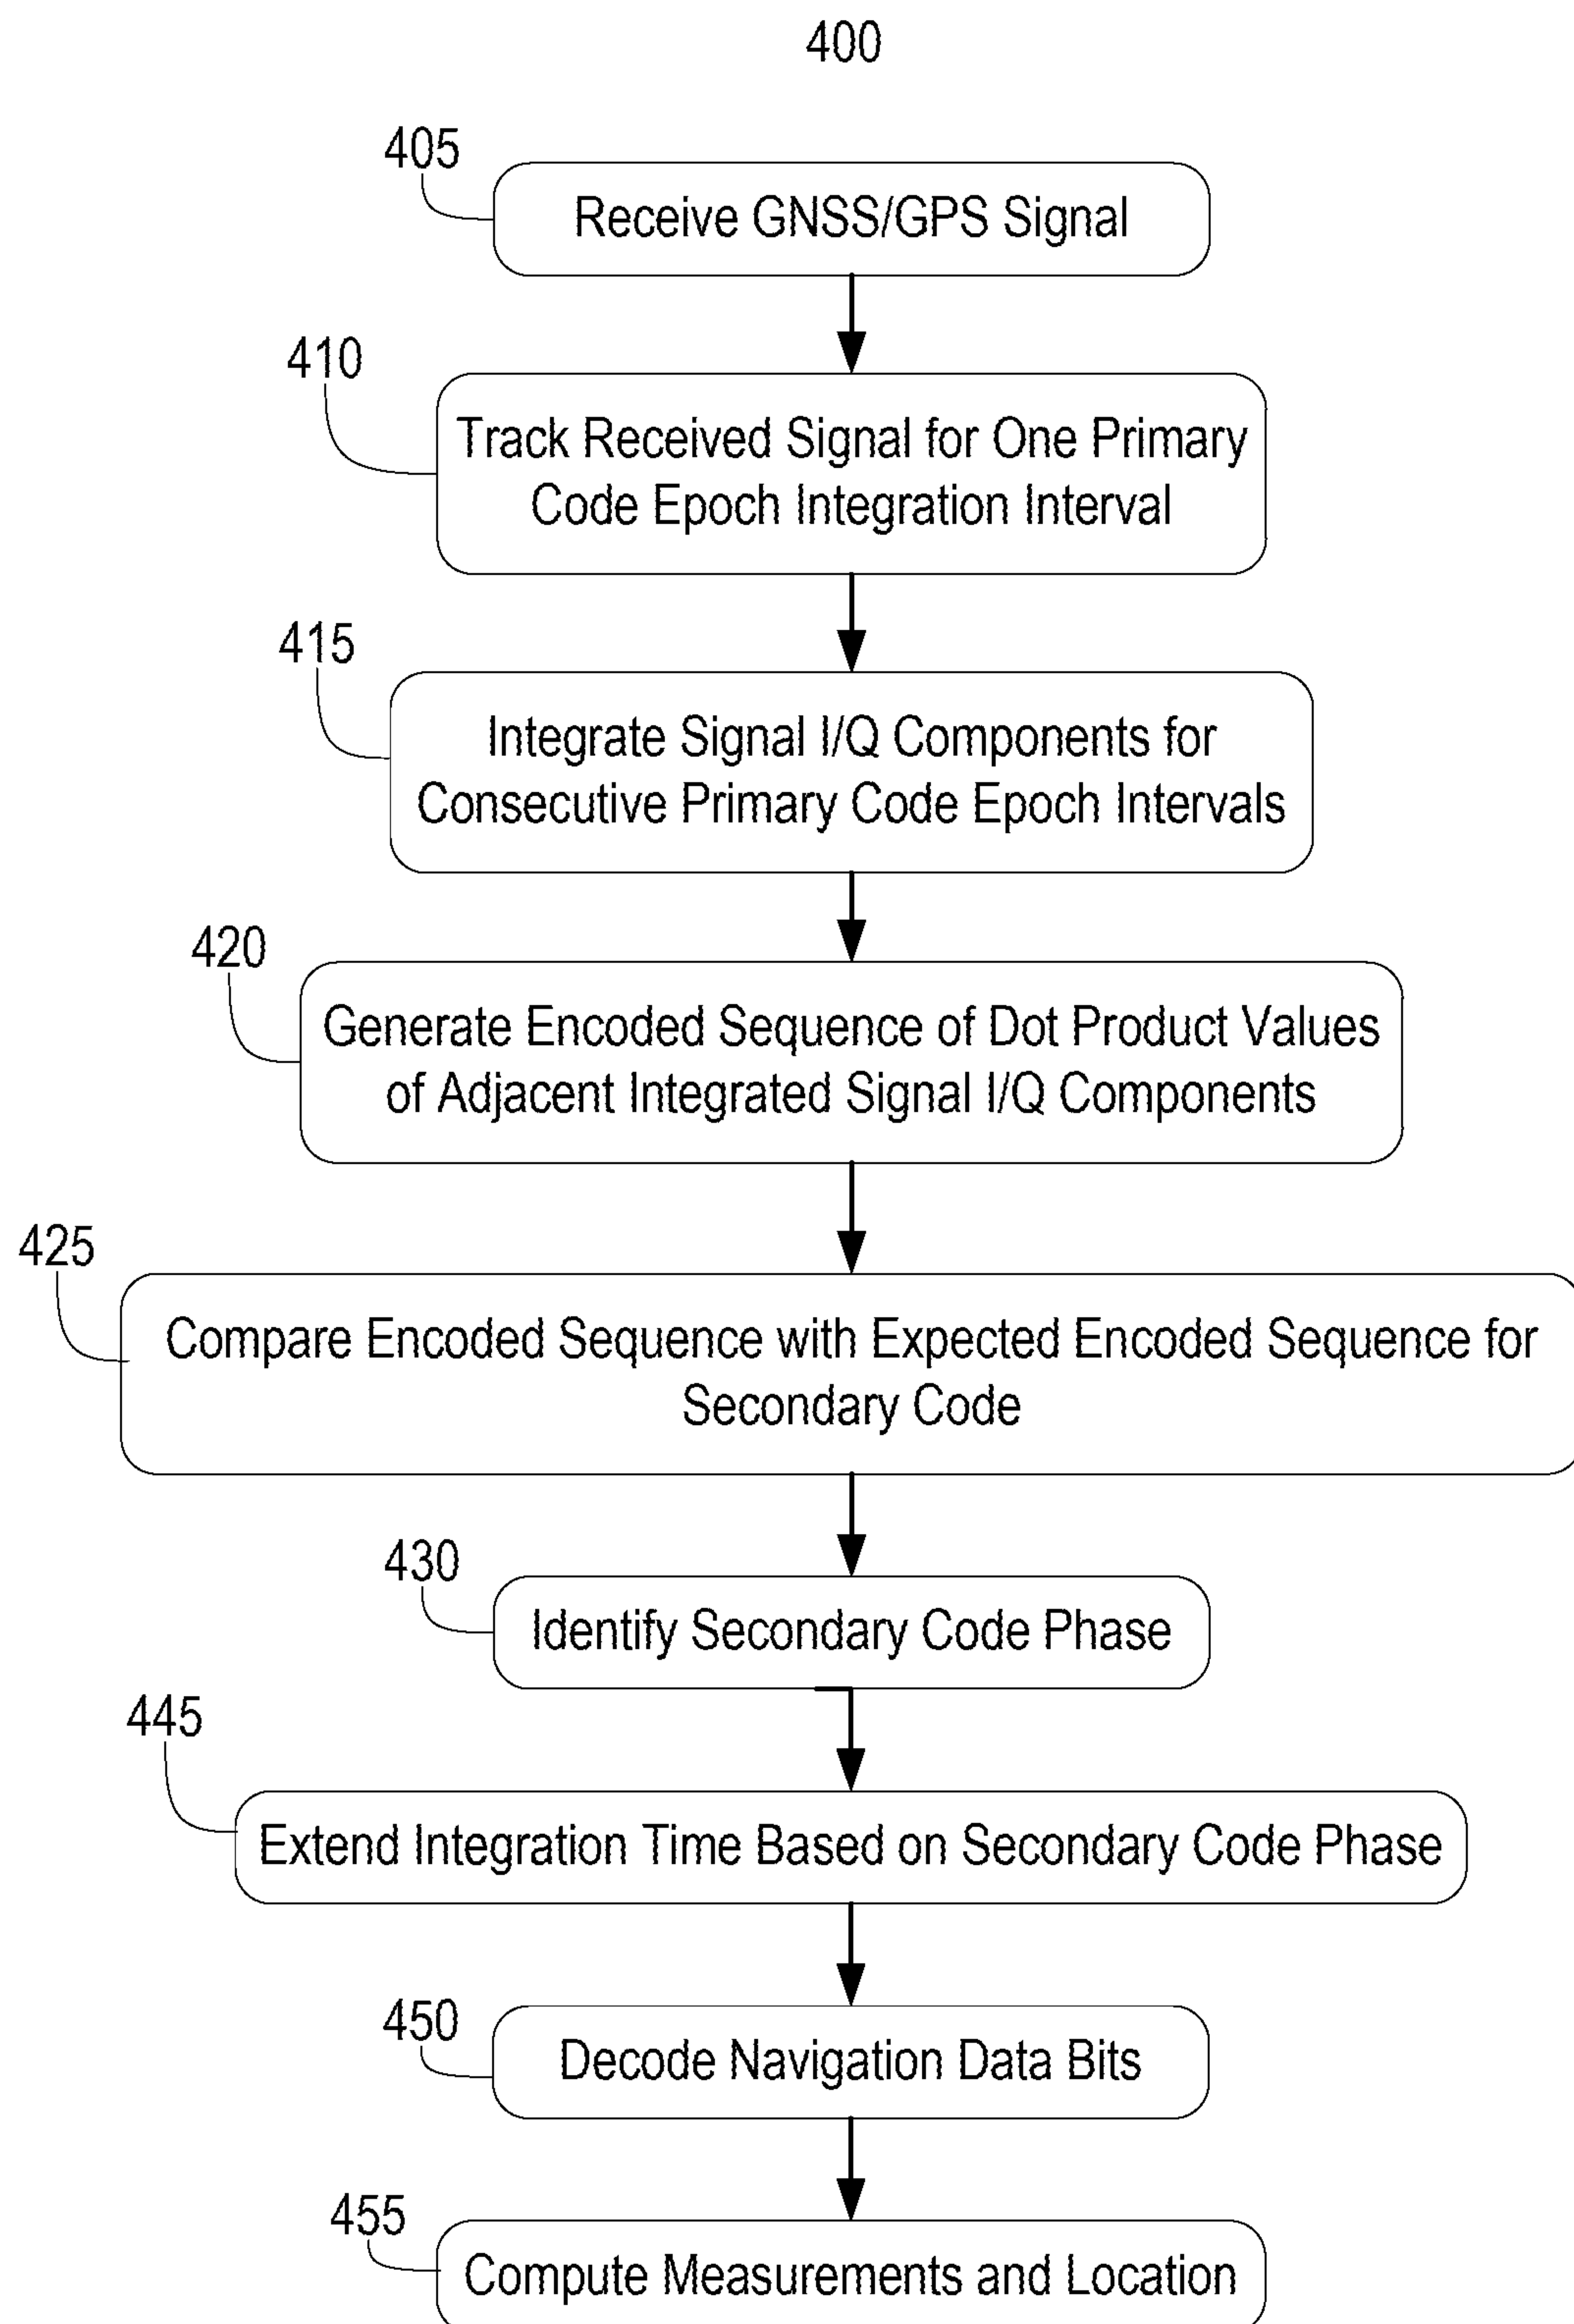 400
405
Receive GNSS/GPS Signal
410
Track Received Signal for One Primary
Code Epoch Integration Interval
415
Integrate Signal I/Q Components for
Consecutive Primary Code Epoch Intervals
420
Generate Encoded Sequence of Dot Product Values
of Adjacent Integrated Signal I/Q Components
425
Compare Encoded Sequence with Expected Encoded Sequence for
Secondary Code
430
Identify Secondary Code Phase
445
Extend Integration Time Based on Secondary Code Phase
450
Decode Navigation Data Bits
455
Compute Measurements and Location